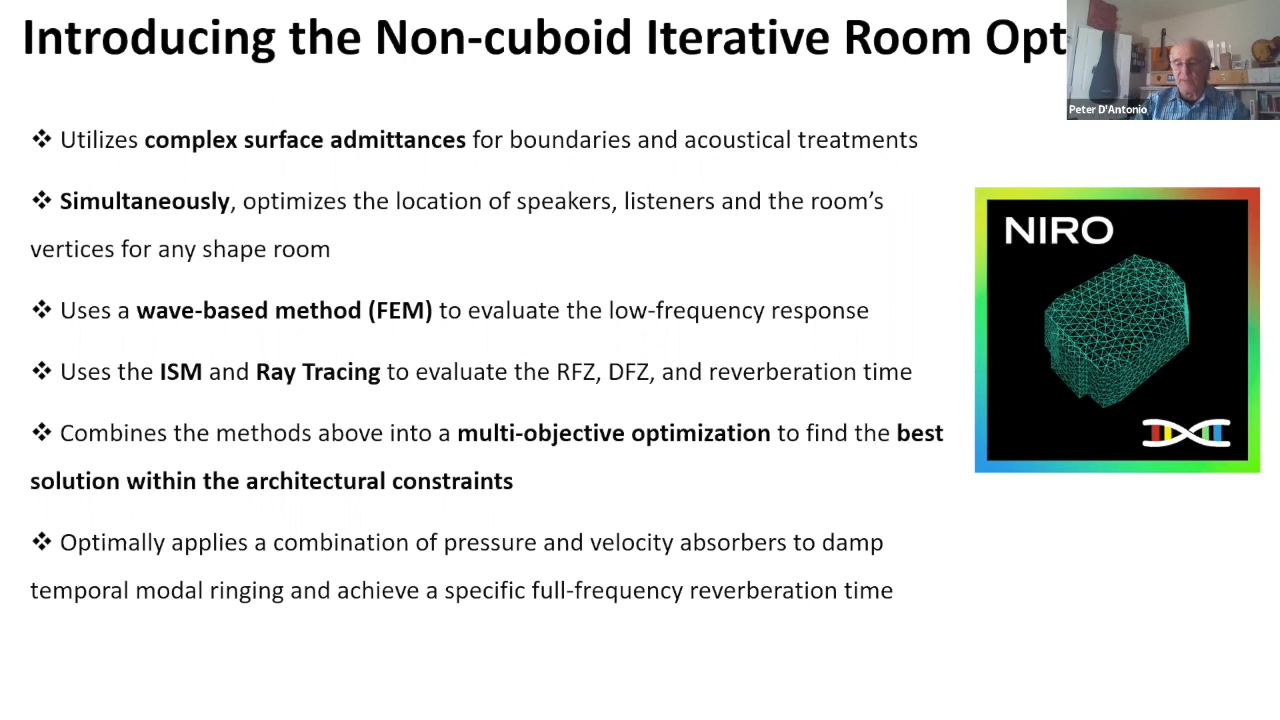 Introducing the Non-cuboid Iterative Room Opt
Peter D'Antonio
❖ Utilizes complex surface admittances for boundaries and acoustical treatments
❖ Simultaneously, optimizes the location of speakers, listeners and the room’s
vertices for any shape room
❖ Uses a wave-based method (FEM) to evaluate the low-frequency response
❖ Uses the ISM and Ray Tracing to evaluate the RFZ, DFZ, and reverberation time
❖ Combines the methods above into a multi-objective optimization to find the best
solution within the architectural constraints
❖ Optimally applies a combination of pressure and velocity absorbers to damp
temporal modal ringing and achieve a specific full-frequency reverberation time
NIRO